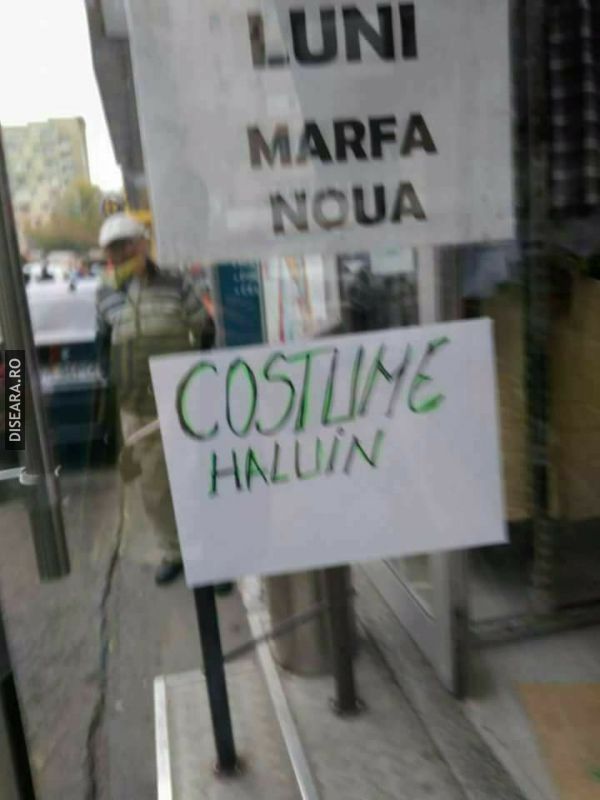 LUNI
MARFA
NOUA
COSTUME
HALUIN
DISEARA.RO